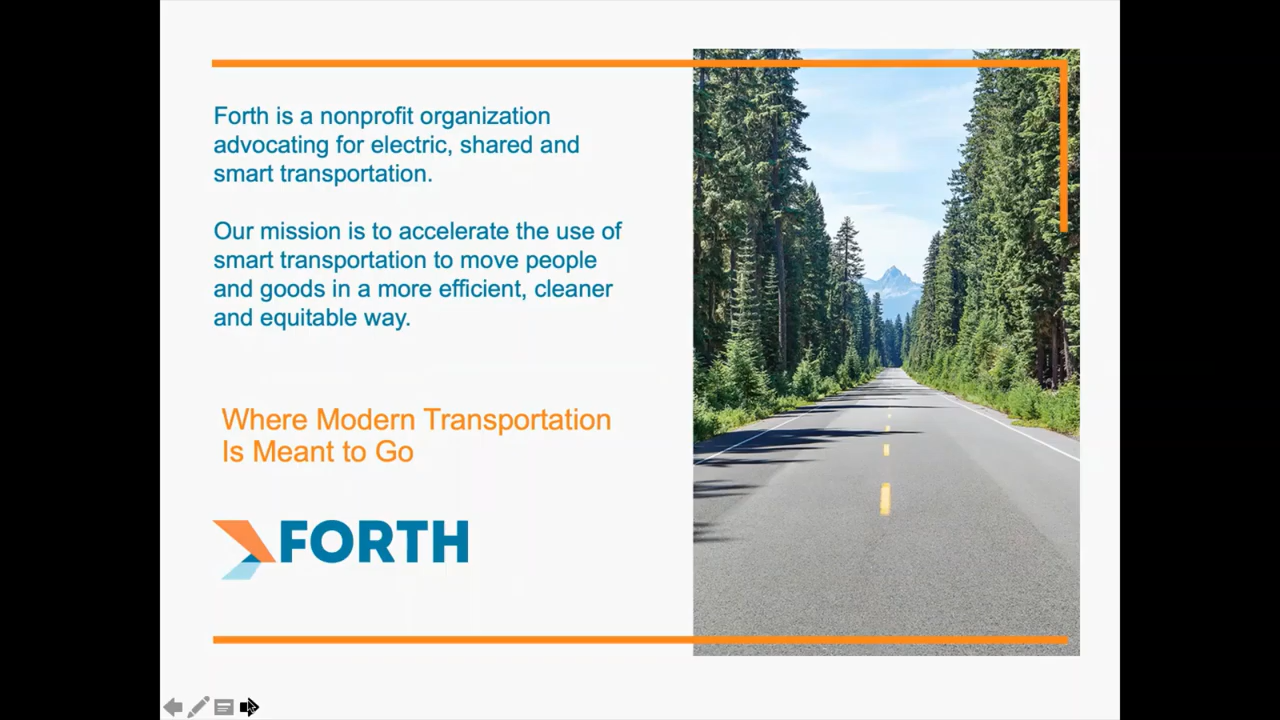 Forth is a nonprofit organization
advocating for electric, shared and
smart transportation.
Our mission is to accelerate the use of
smart transportation to move people
and goods in a more efficient, cleaner
and equitable way.
Where Modern Transportation
Is Meant to Go
FORTH